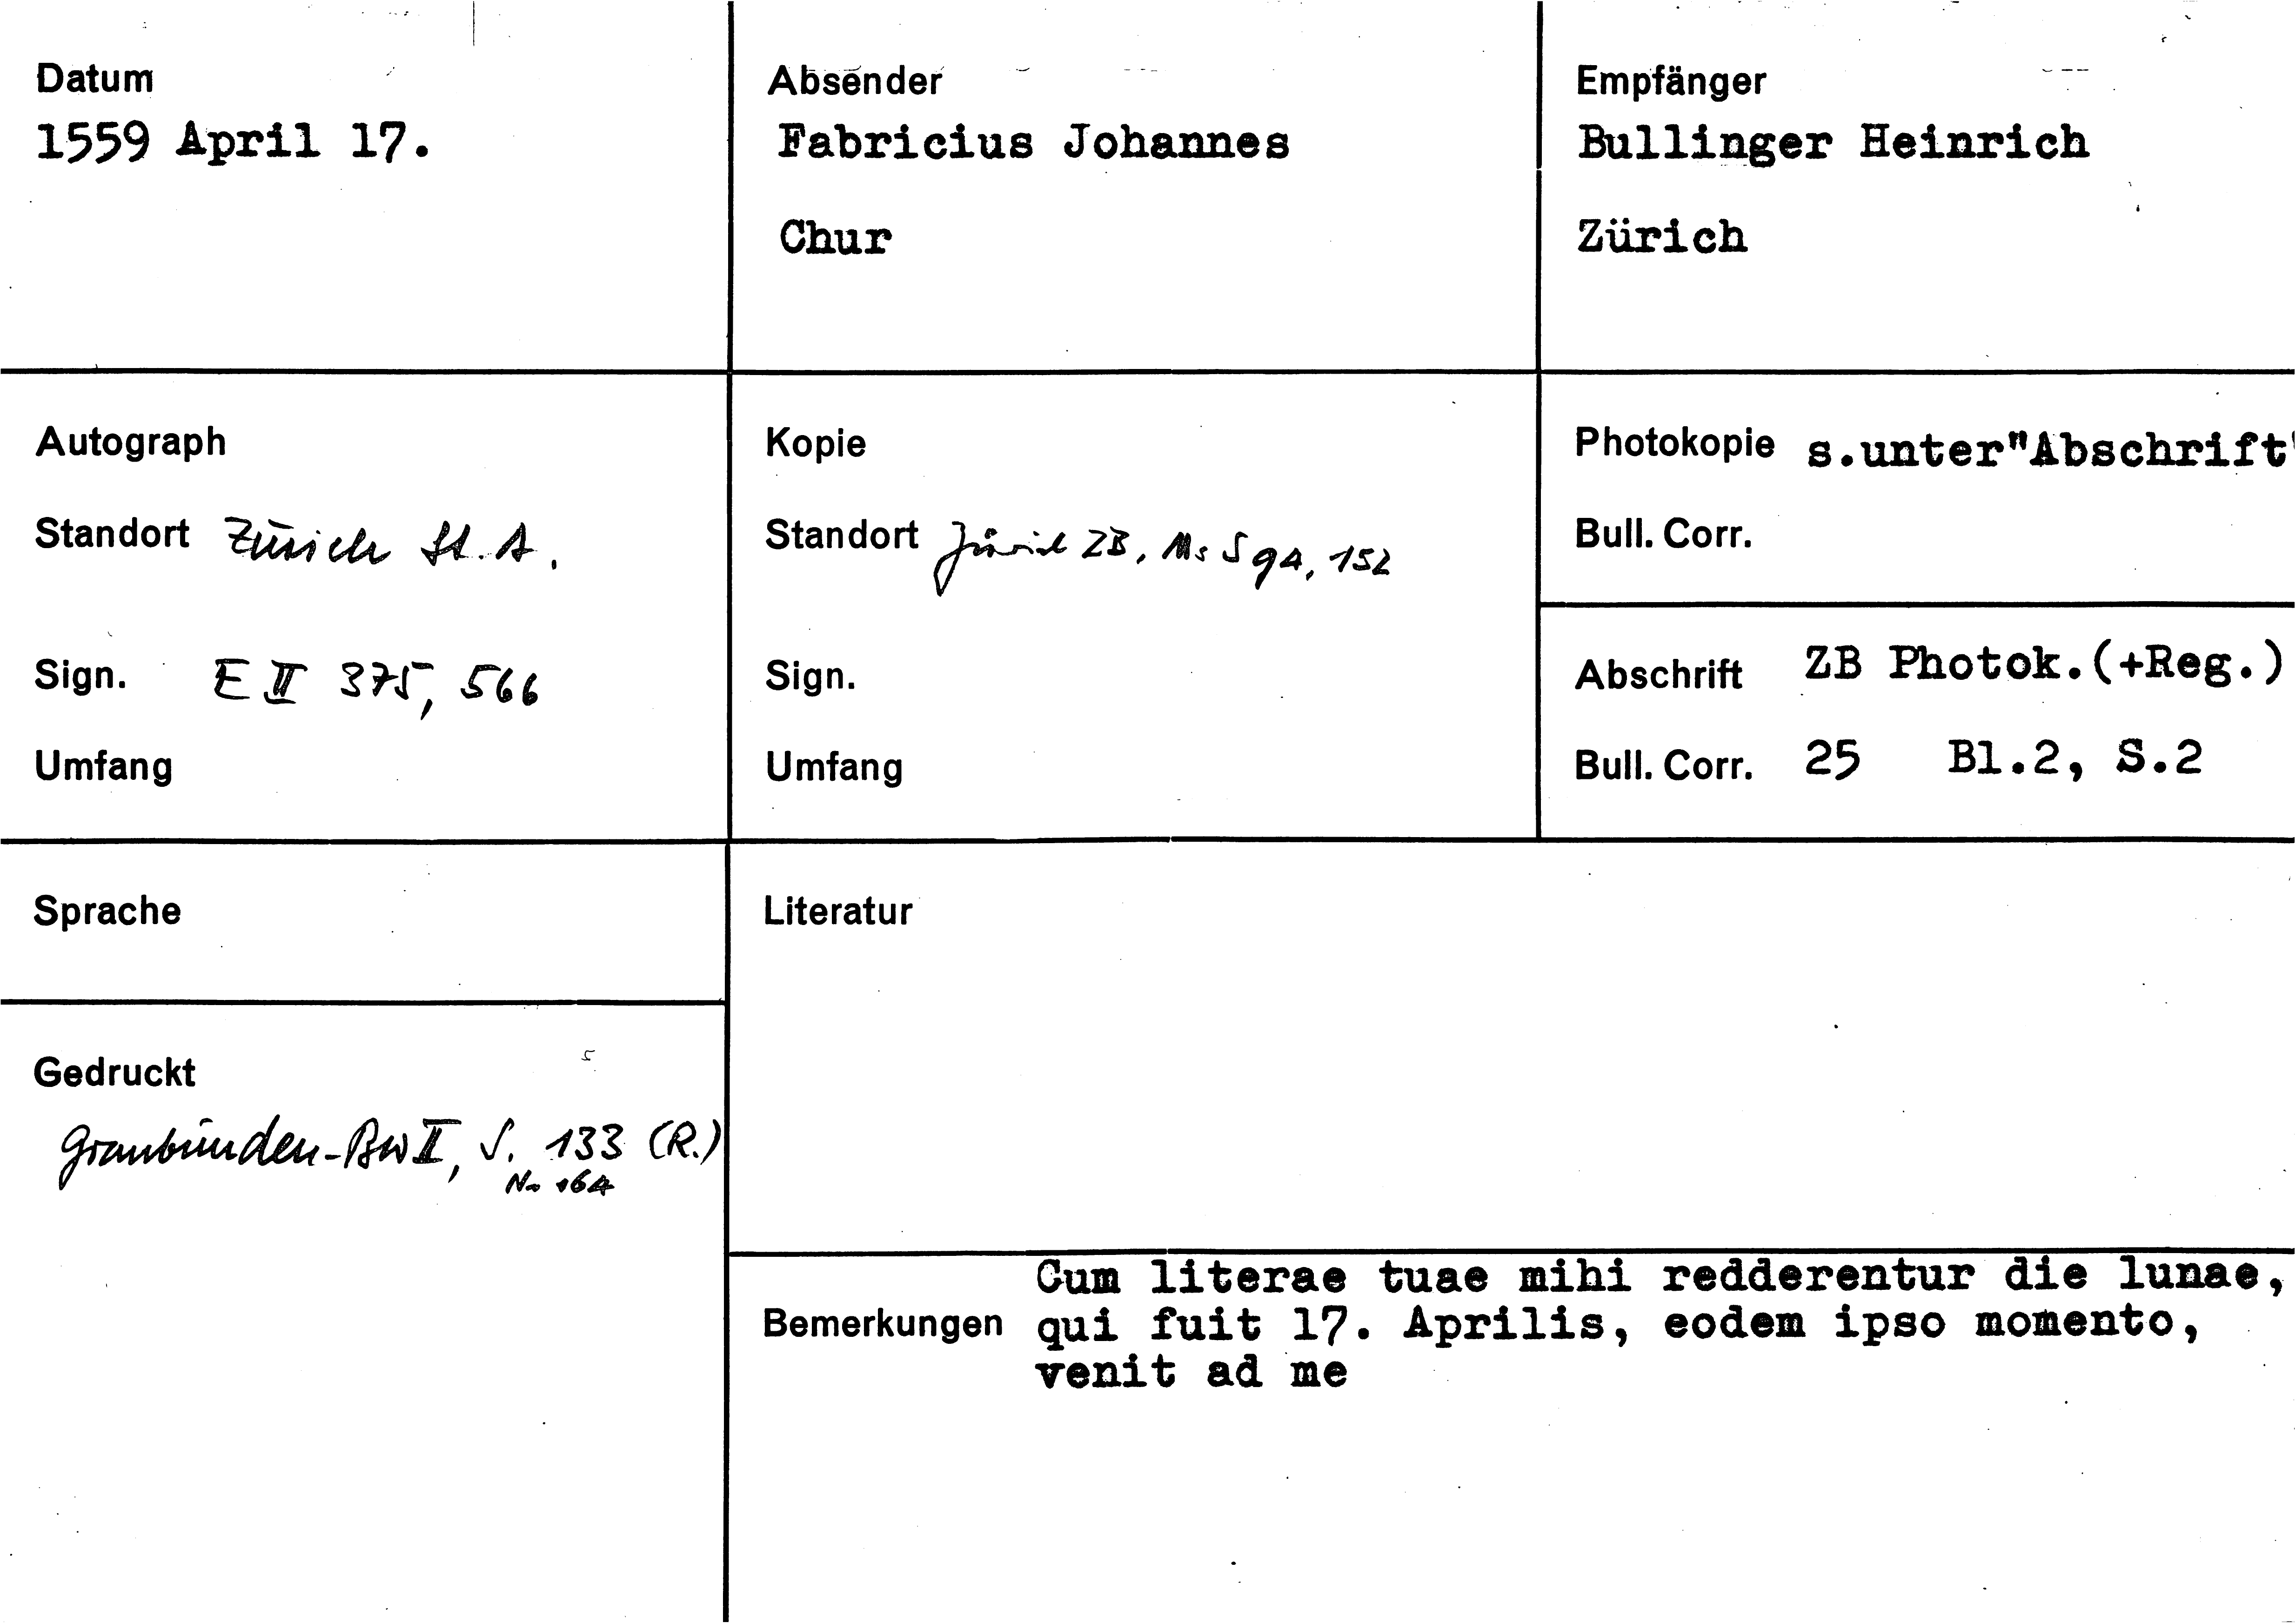 Datum
1559 April 17.
Absender
Fabricius Johannes
Chur
Empfänger
Bullinger Heinrich
Zürich
Autograph
Standort Zürich St. A.
Sign. E II 375, 566
Umfang
Kopie
Standort Zürich ZB, Ms S 94, 152
Sign.
Umfang
Photokopie s.unter"Abschrift"
Bull. Corr.
Abschrift ZB Photok.(+Reg.)
Bull. Corr. 25 Bl.2, S.2
Sprache
Gedruckt
Graubünden-BW II, S. 133 (R.)
No 164
Literatur
Bemerkungen
Cum literae tuae mihi redderentur die lunae,
qui fuit 17. Aprilis, eodem ipso momento,
venit ad me